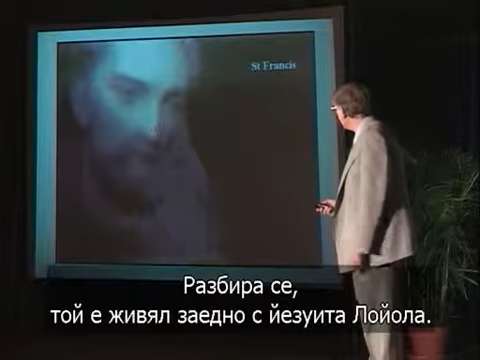 St Francis
Разбира се,
той е живял заедно с йезуита Лойола.